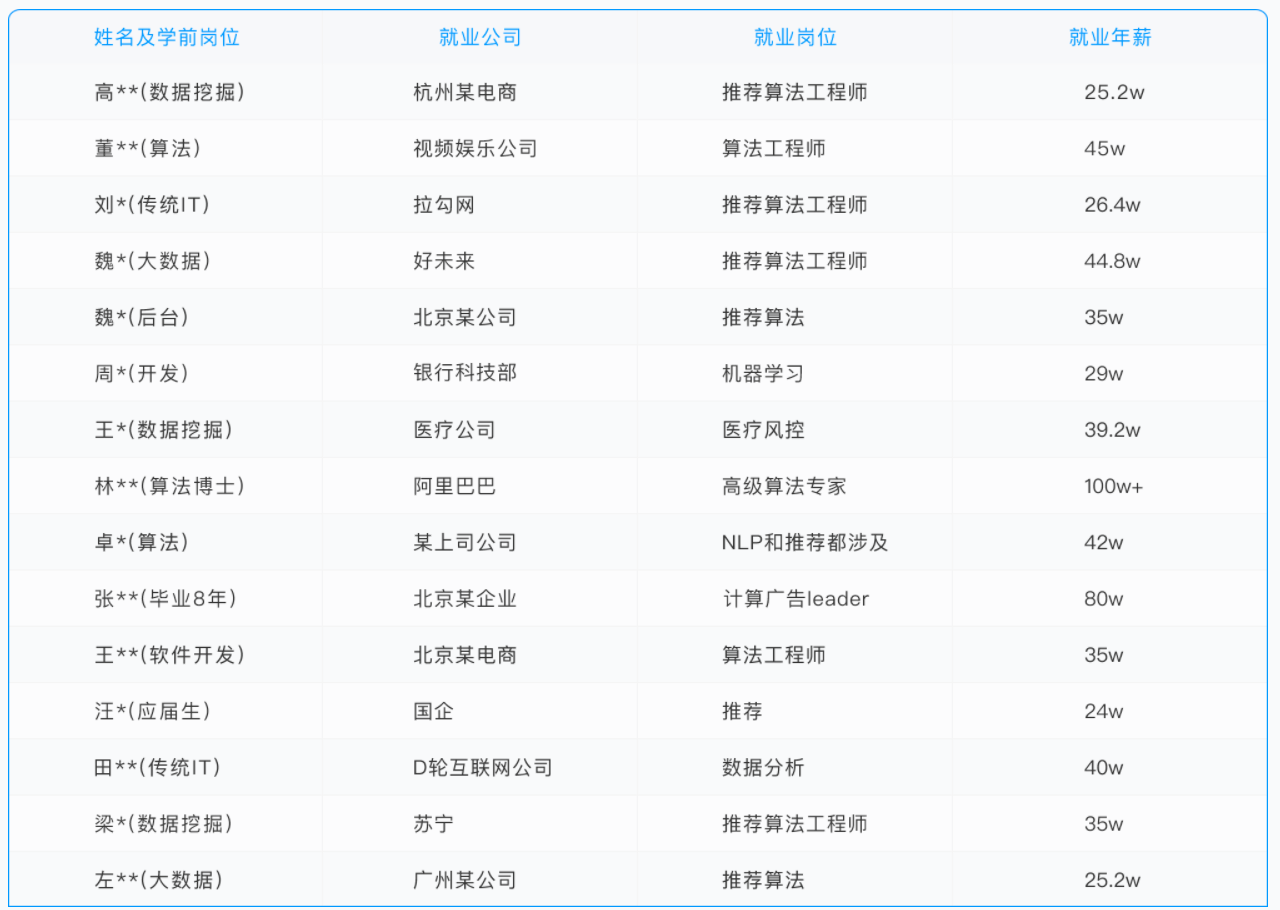 姓名及学前岗位 就业公司 就业岗位 就业年薪
高**(数据挖掘) 杭州某电商 推荐算法工程师 25.2w
董**(算法) 视频娱乐公司 算法工程师 45w
刘*(传统IT) 拉勾网 推荐算法工程师 26.4w
魏*(大数据) 好未来 推荐算法工程师 44.8w
魏*(后台) 北京某公司 推荐算法 35w
周*(开发) 银行科技部 机器学习 29w
王*(数据挖掘) 医疗公司 医疗风控 39.2w
林**(算法博士) 阿里巴巴 高级算法专家 100w+
卓*(算法) 某上司公司 NLP和推荐都涉及 42w
张**(毕业8年) 北京某企业 计算广告leader 80w
王**(软件开发) 北京某电商 算法工程师 35w
汪*(应届生) 国企 推荐 24w
田**(传统IT) D轮互联网公司 数据分析 40w
梁*(数据挖掘) 苏宁 推荐算法工程师 35w
左**(大数据) 广州某公司 推荐算法 25.2w